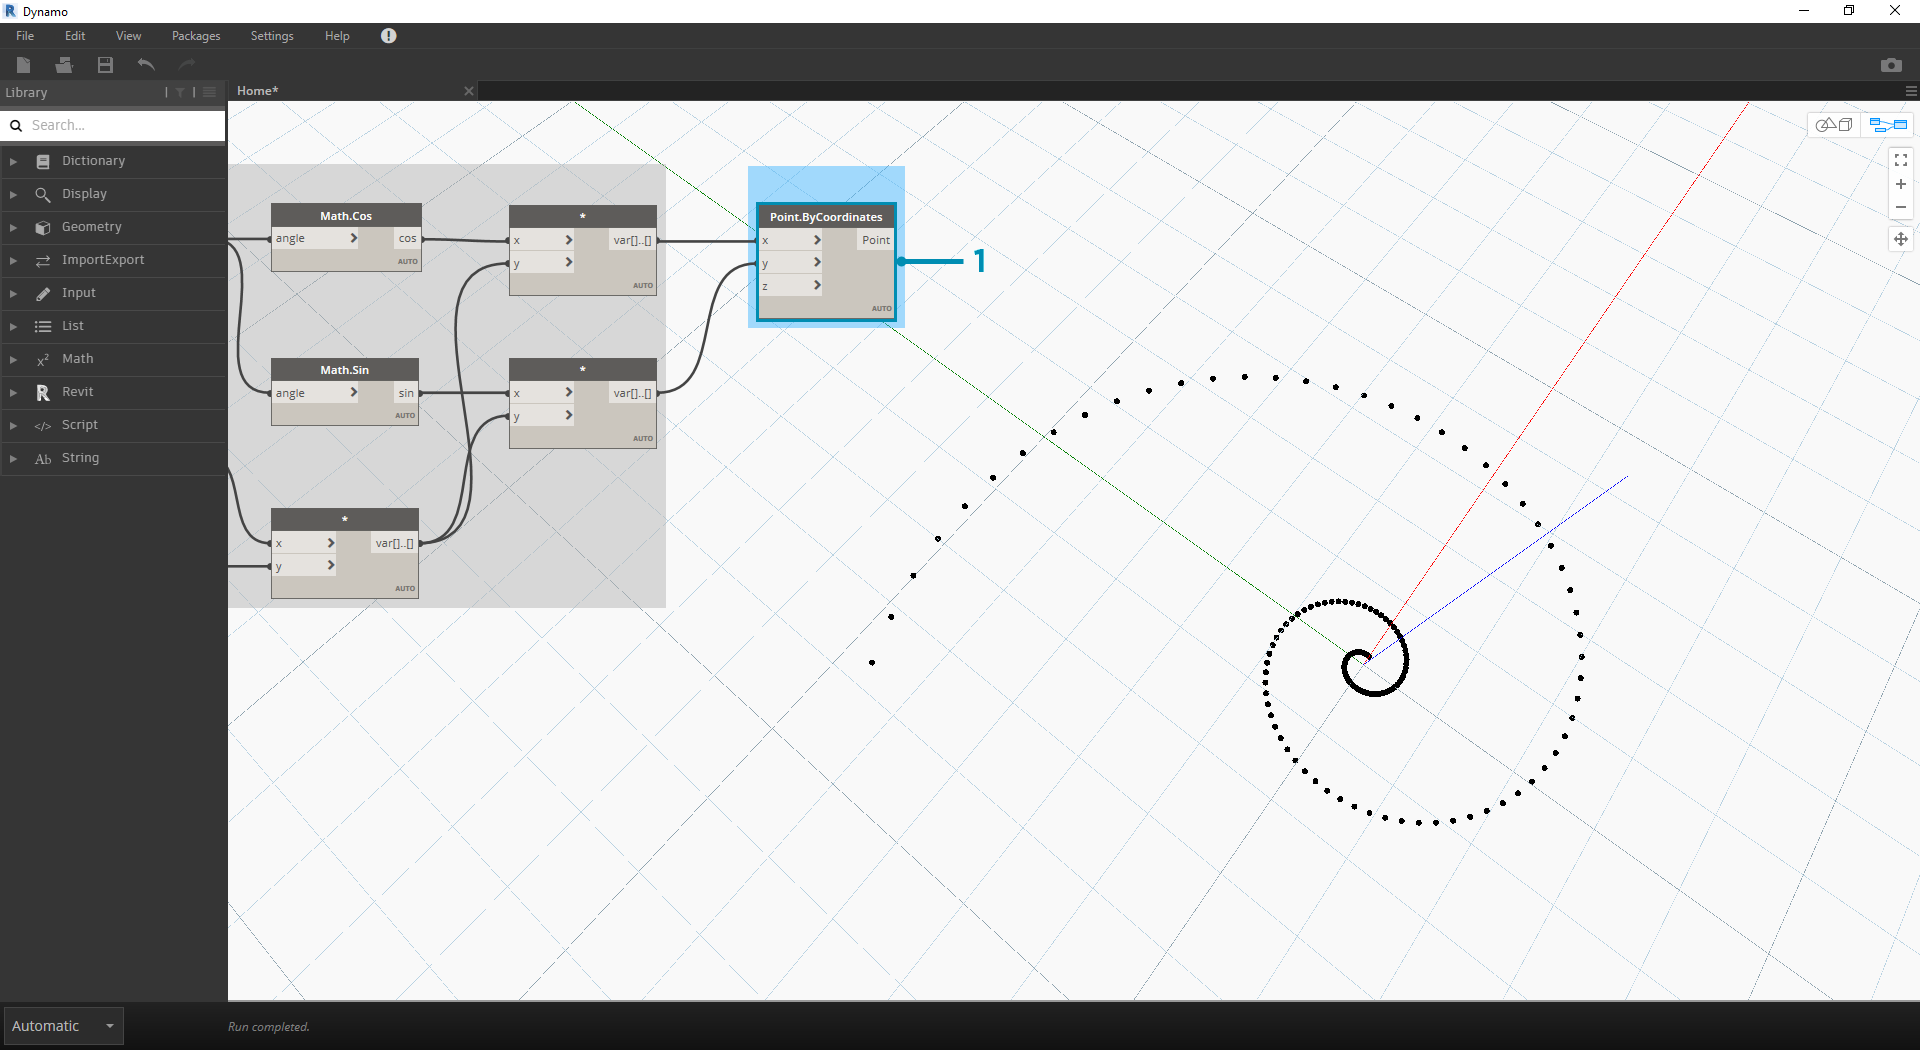 Dynamo
File Edit View Packages Settings Help
Library
Home*
Search...
Dictionary
Display
Geometry
ImportExport
Input
List
Math
Revit
Script
String
Math.Cos
angle > cos
AUTO
*
x > var[]..[]
y >
AUTO
Point.ByCoordinates
x > Point
y >
z >
AUTO
1
Math.Sin
angle > sin
AUTO
*
x > var[]..[]
y >
AUTO
*
x > var[]..[]
y >
AUTO
Automatic
Run completed.